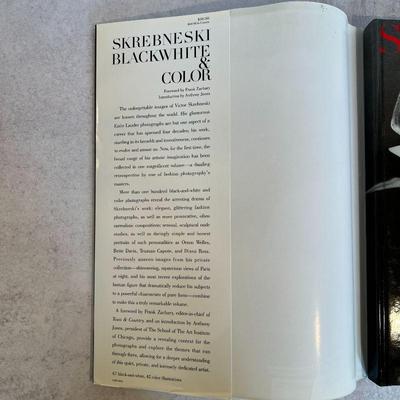 SKREBNESKI
BLACKWHITE
&
COLOR
Foreword by Frank Zachary
Introduction by Anthony Jones
The unforgettable images of Victor Skrebneski
are known throughout the world. His glamorous
Estée Lauder photographs are but one aspect of a
career that has spanned four decades; his work,
startling in its breadth and inventiveness, continues
to evolve and amaze us. Now, for the first time, the
broad range of his artistic imagination has been
collected in one magnificent volume—a dazzling
retrospective by one of fashion photography's
masters.
More than one hundred black-and-white and
color photographs reveal the arresting drama of
Skrebneski's work: elegant, glittering fashion
photographs, as well as more provocative, often
surrealistic compositions; sensual, sculptural nude
studies, as well as daringly simple and honest
portraits of such personalities as Orson Welles,
Bette Davis, Truman Capote, and Diana Ross.
Previously unseen images from his private
collection—shimmering, mysterious views of Paris
at night, and his most recent explorations of the
human figure that dramatically reduce his subjects
to a powerful chiaroscuro of pure form—combine
to make this a truly remarkable volume.
A foreword by Frank Zachary, editor-in-chief of
Town & Country, and an introduction by Anthony
Jones, president of The School of The Art Institute
of Chicago, provide a revealing context for the
photographs and explore the themes that run
through them, allowing for a deeper understanding
of this quiet, private, and intensely dedicated artist.
67 black-and-white, 45 color illustrations